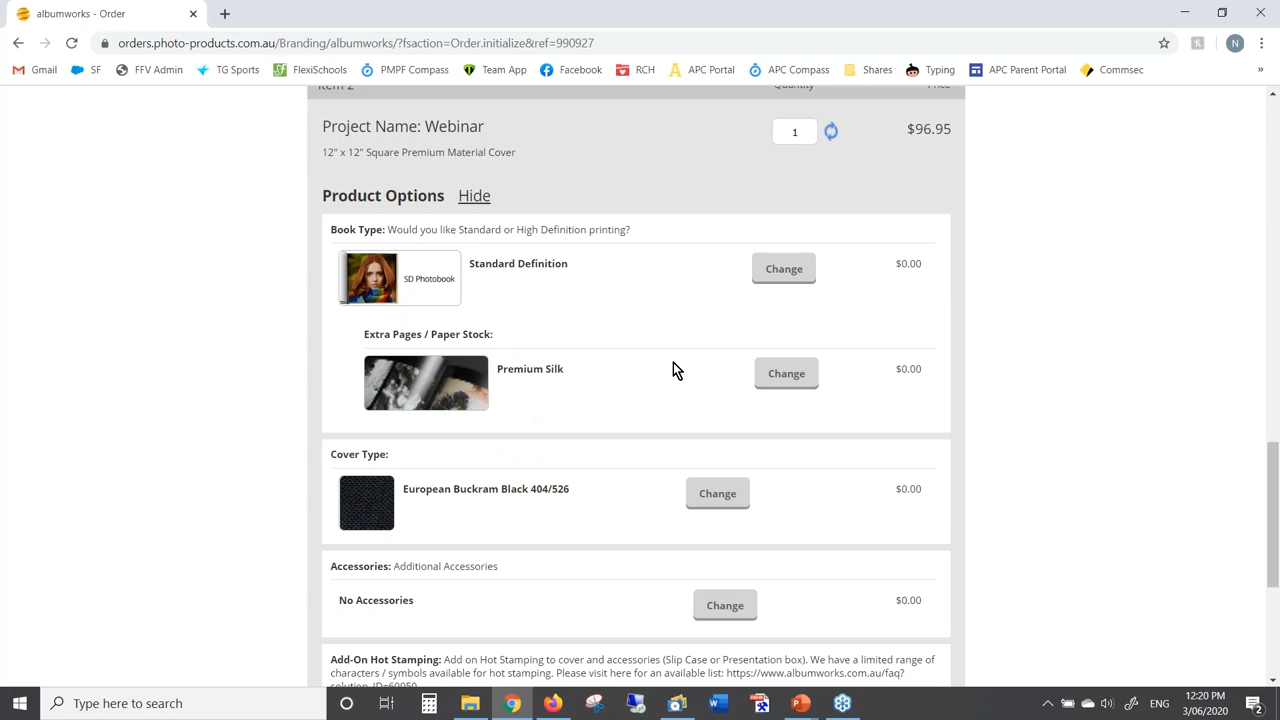 albumworks - Order
orders.photo-products.com.au/Branding/albumworks/?fsaction=Order.initialize&ref=990927
N
Gmail SF FFV Admin TG Sports FlexiSchools PMPF Compass Team App Facebook RCH APC Portal APC Compass Shares Typing APC Parent Portal Commsec »
Item 2 Quantity Price
Project Name: Webinar 1 $96.95
12" x 12" Square Premium Material Cover
Product Options Hide
Book Type: Would you like Standard or High Definition printing?
Standard Definition Change $0.00
SD Photobook
Extra Pages / Paper Stock:
Premium Silk Change $0.00
Cover Type:
European Buckram Black 404/526 Change $0.00
Accessories: Additional Accessories
No Accessories Change $0.00
Add-On Hot Stamping: Add on Hot Stamping to cover and accessories (Slip Case or Presentation box). We have a limited range of
characters / symbols available for hot stamping. Please visit here for an available list: https://www.albumworks.com.au/faq?
solution_ID=60050
Type here to search
ENG
12:20 PM
3/06/2020
2